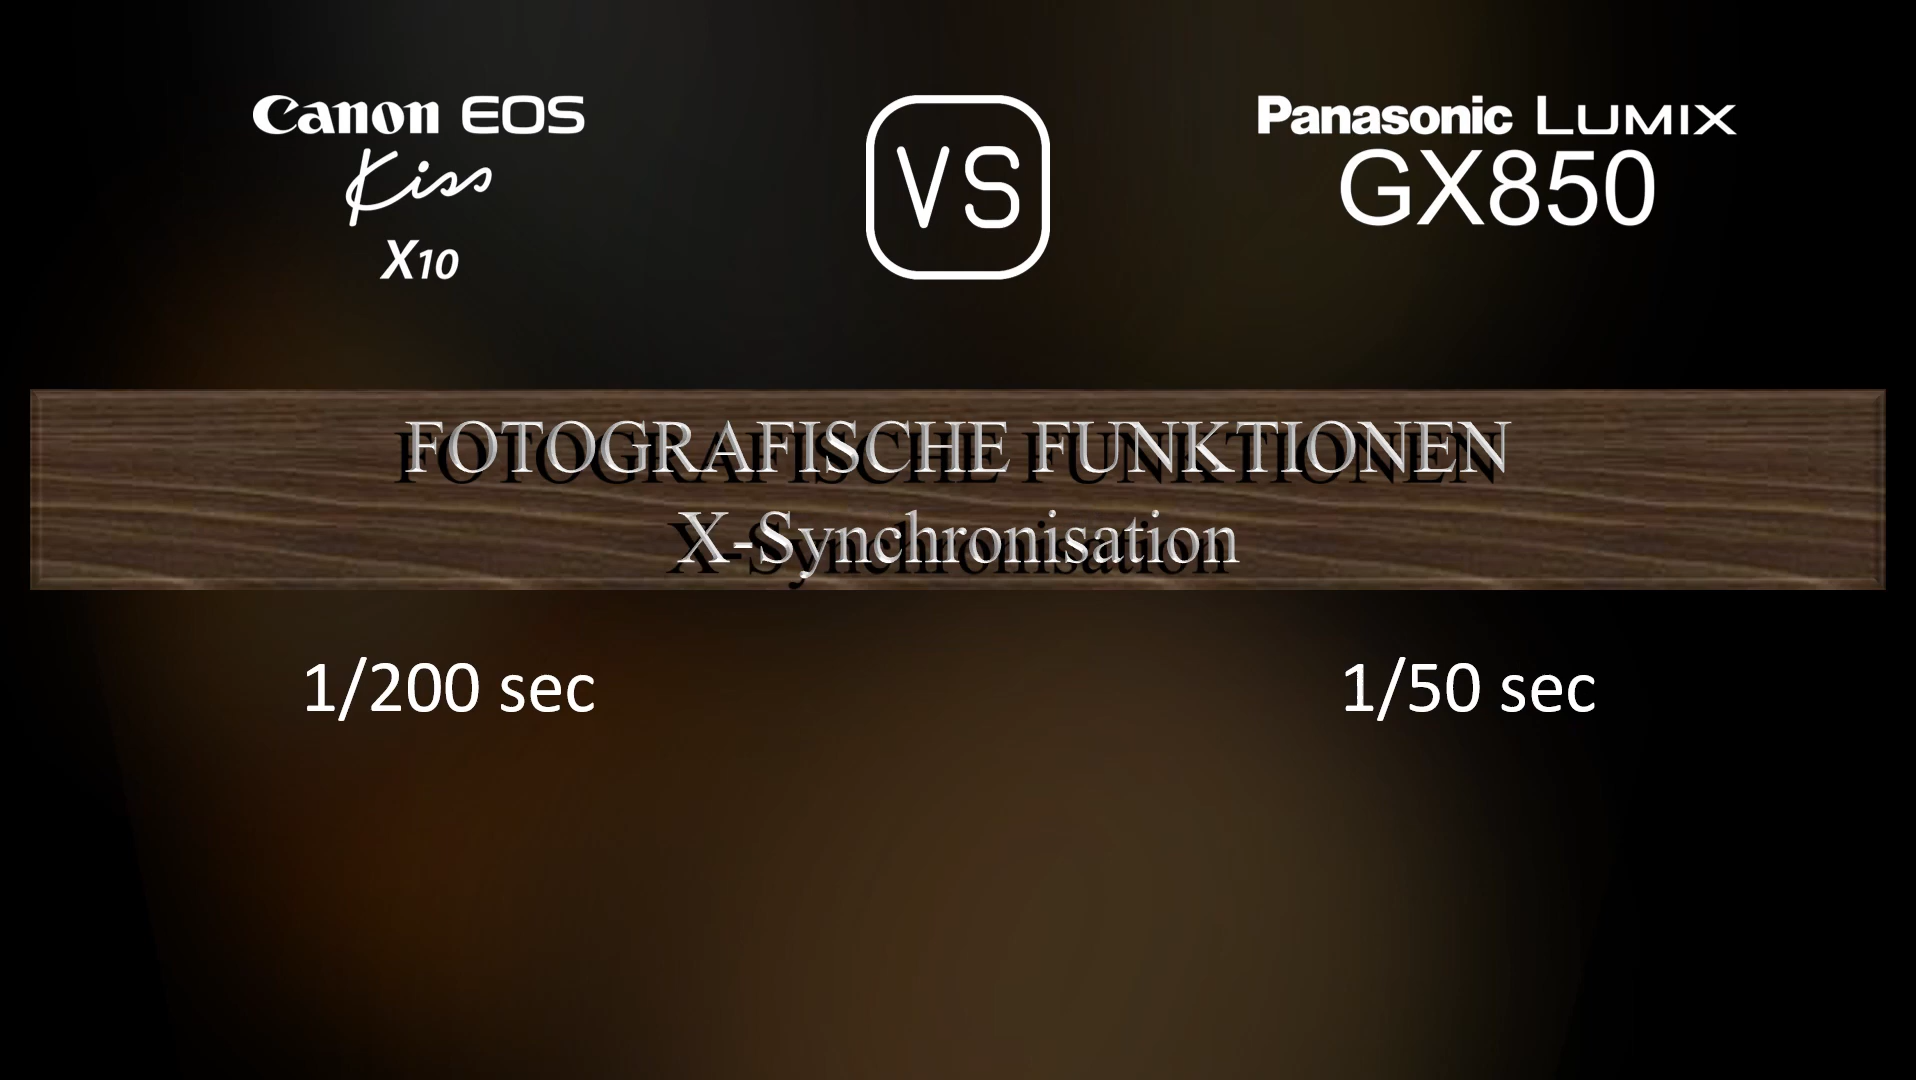 Canon EOS
Kiss
X10
VS
Panasonic LUMIX
GX850
FOTOGRAFISCHE FUNKTIONEN
X-Synchronisation
1/200 sec
1/50 sec